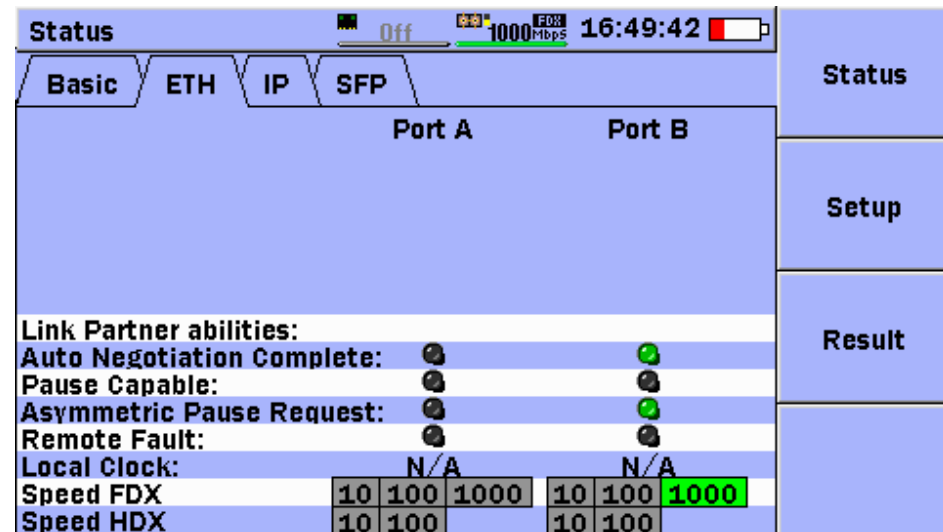 Status Off 1000 FDX Mbps 16:49:42
Basic ETH IP SFP
Port A Port B
Link Partner abilities:
Auto Negotiation Complete:
Pause Capable:
Asymmetric Pause Request:
Remote Fault:
Local Clock: N/A N/A
Speed FDX 10 100 1000 10 100 1000
Speed HDX 10 100 10 100
Status
Setup
Result